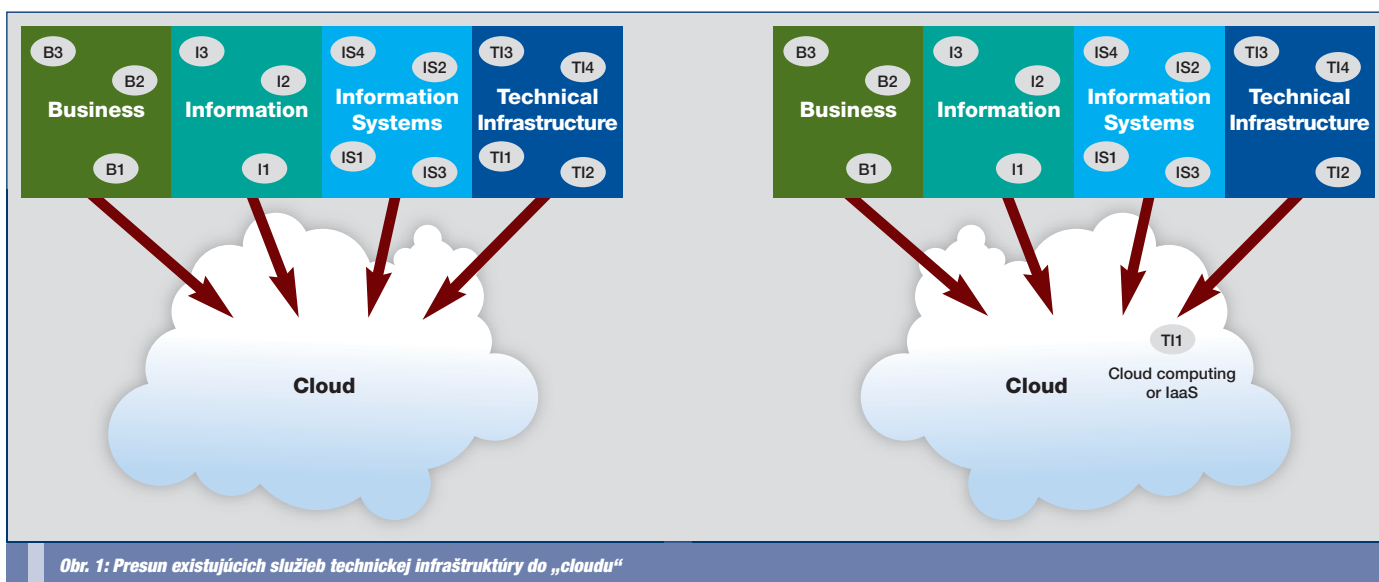 B3
B2
Business
B1
I3
I2
Information
I1
IS4
IS2
Information
Systems
IS1
IS3
TI3
TI4
Technical
Infrastructure
TI1
TI2
Cloud
B3
B2
Business
B1
I3
I2
Information
I1
IS4
IS2
Information
Systems
IS1
IS3
TI3
TI4
Technical
Infrastructure
TI2
TI1
Cloud
Cloud computing
or IaaS
Obr. 1: Presun existujúcich služieb technickej infraštruktúry do „cloudu“